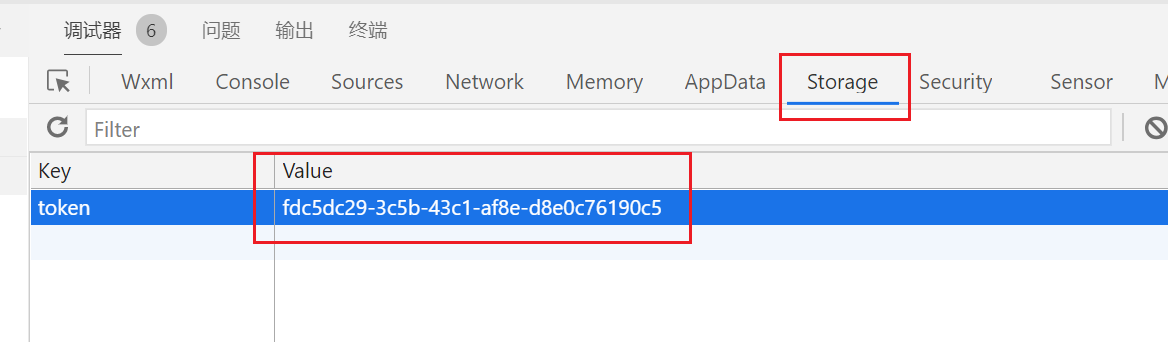 调试器 6 问题 输出 终端
Wxml Console Sources Network Memory AppData Storage Security Sensor
Filter
Key Value
token fdc5dc29-3c5b-43c1-af8e-d8e0c76190c5